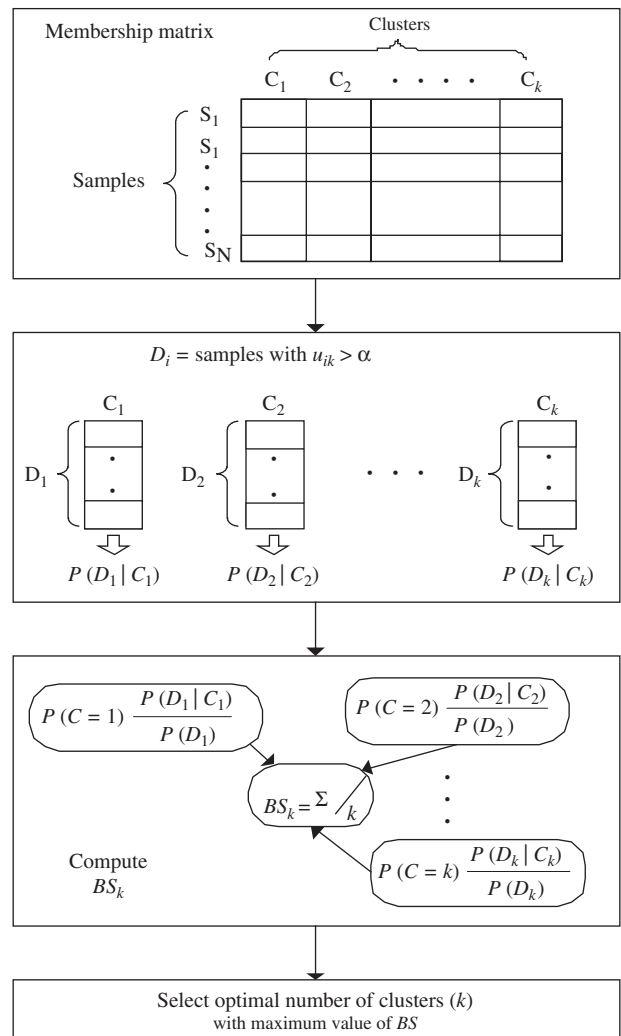 Membership matrix
Clusters
C1 C2 . . . . Ck
S1
S1
Samples
SN
Di = samples with uik > α
C1 C2 Ck
D1 D2 . . . Dk
P (D1 | C1) P (D2 | C2) P (Dk | Ck)
P (C = 1) P (D1 | C1) / P (D1)
P (C = 2) P (D2 | C2) / P (D2 )
BSk = Σ / k
P (C = k) P (Dk | Ck) / P (Dk)
Compute
BSk
Select optimal number of clusters (k)
with maximum value of BS